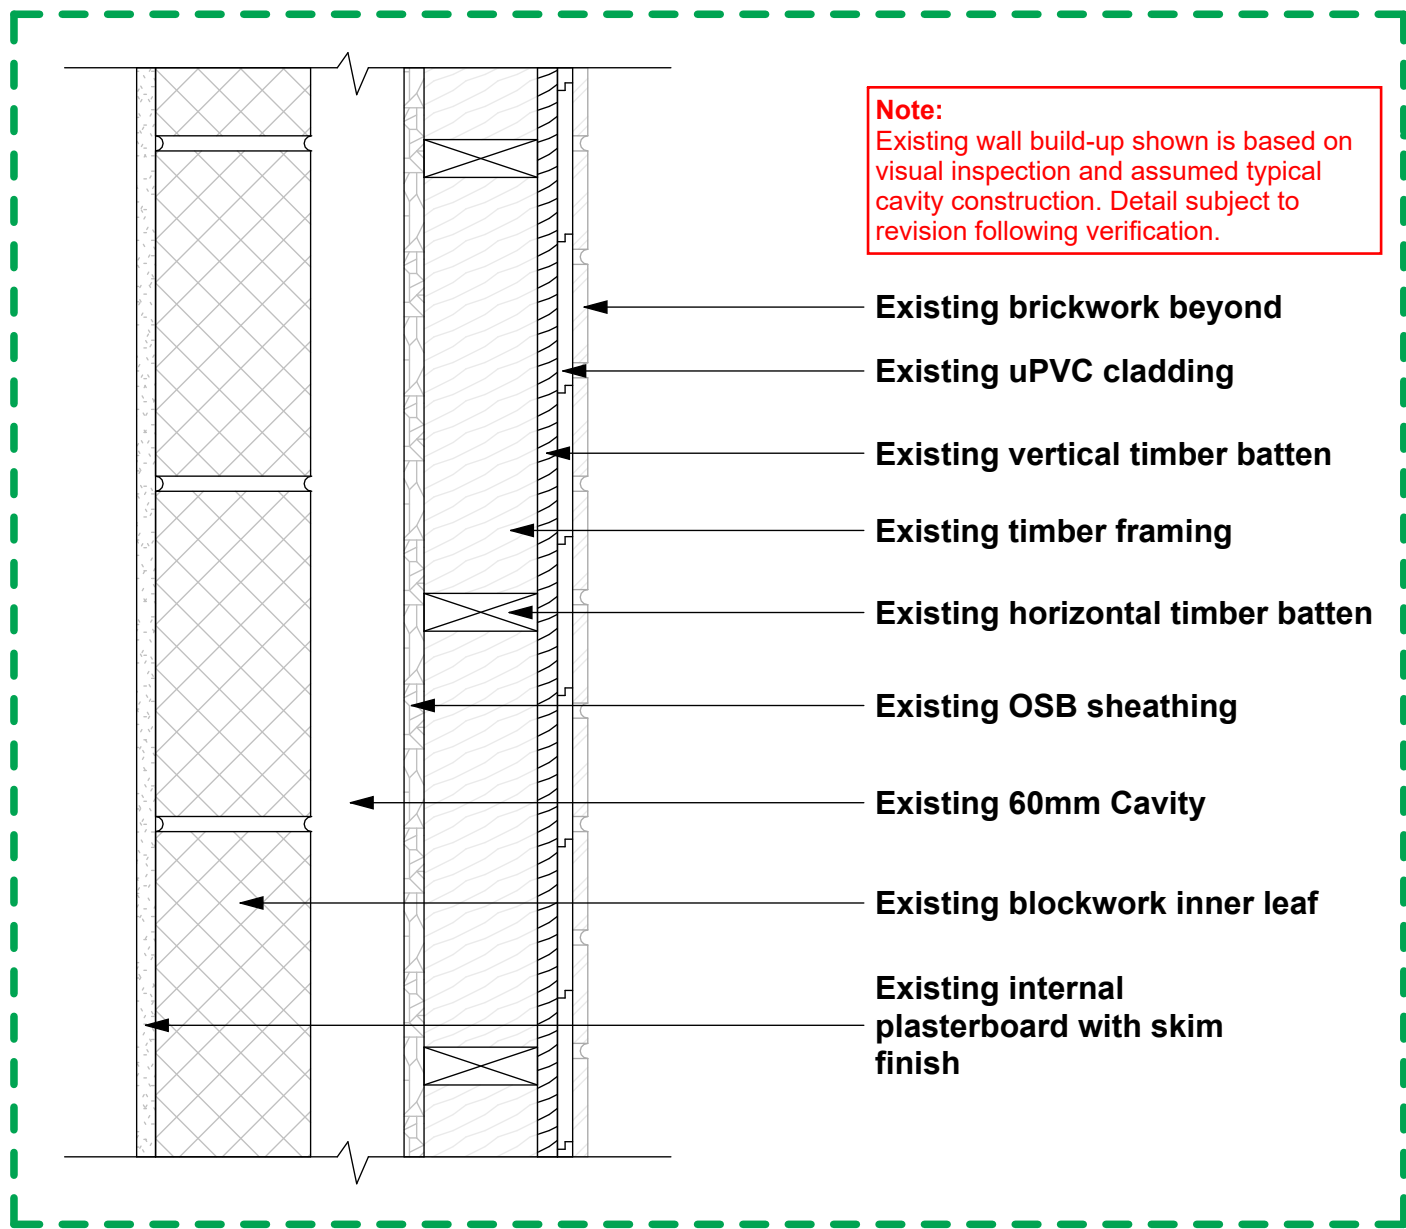 Note:
Existing wall build-up shown is based on
visual inspection and assumed typical
cavity construction. Detail subject to
revision following verification.
Existing brickwork beyond
Existing uPVC cladding
Existing vertical timber batten
Existing timber framing
Existing horizontal timber batten
Existing OSB sheathing
Existing 60mm Cavity
Existing blockwork inner leaf
Existing internal
plasterboard with skim
finish